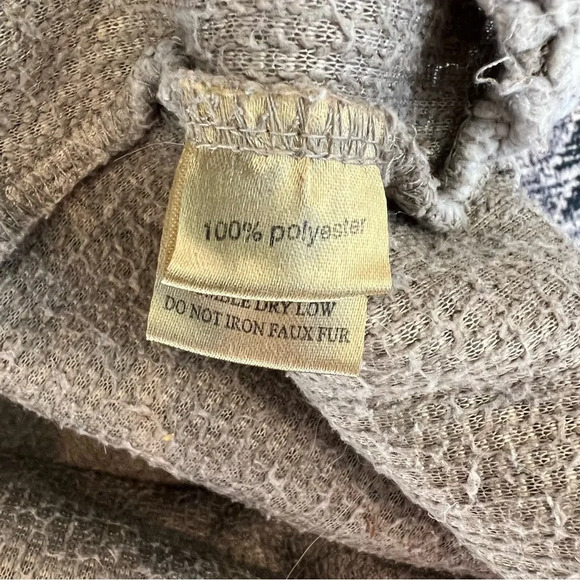 100% polyester
DRY LOW
DO NOT IRON FAUX FUR